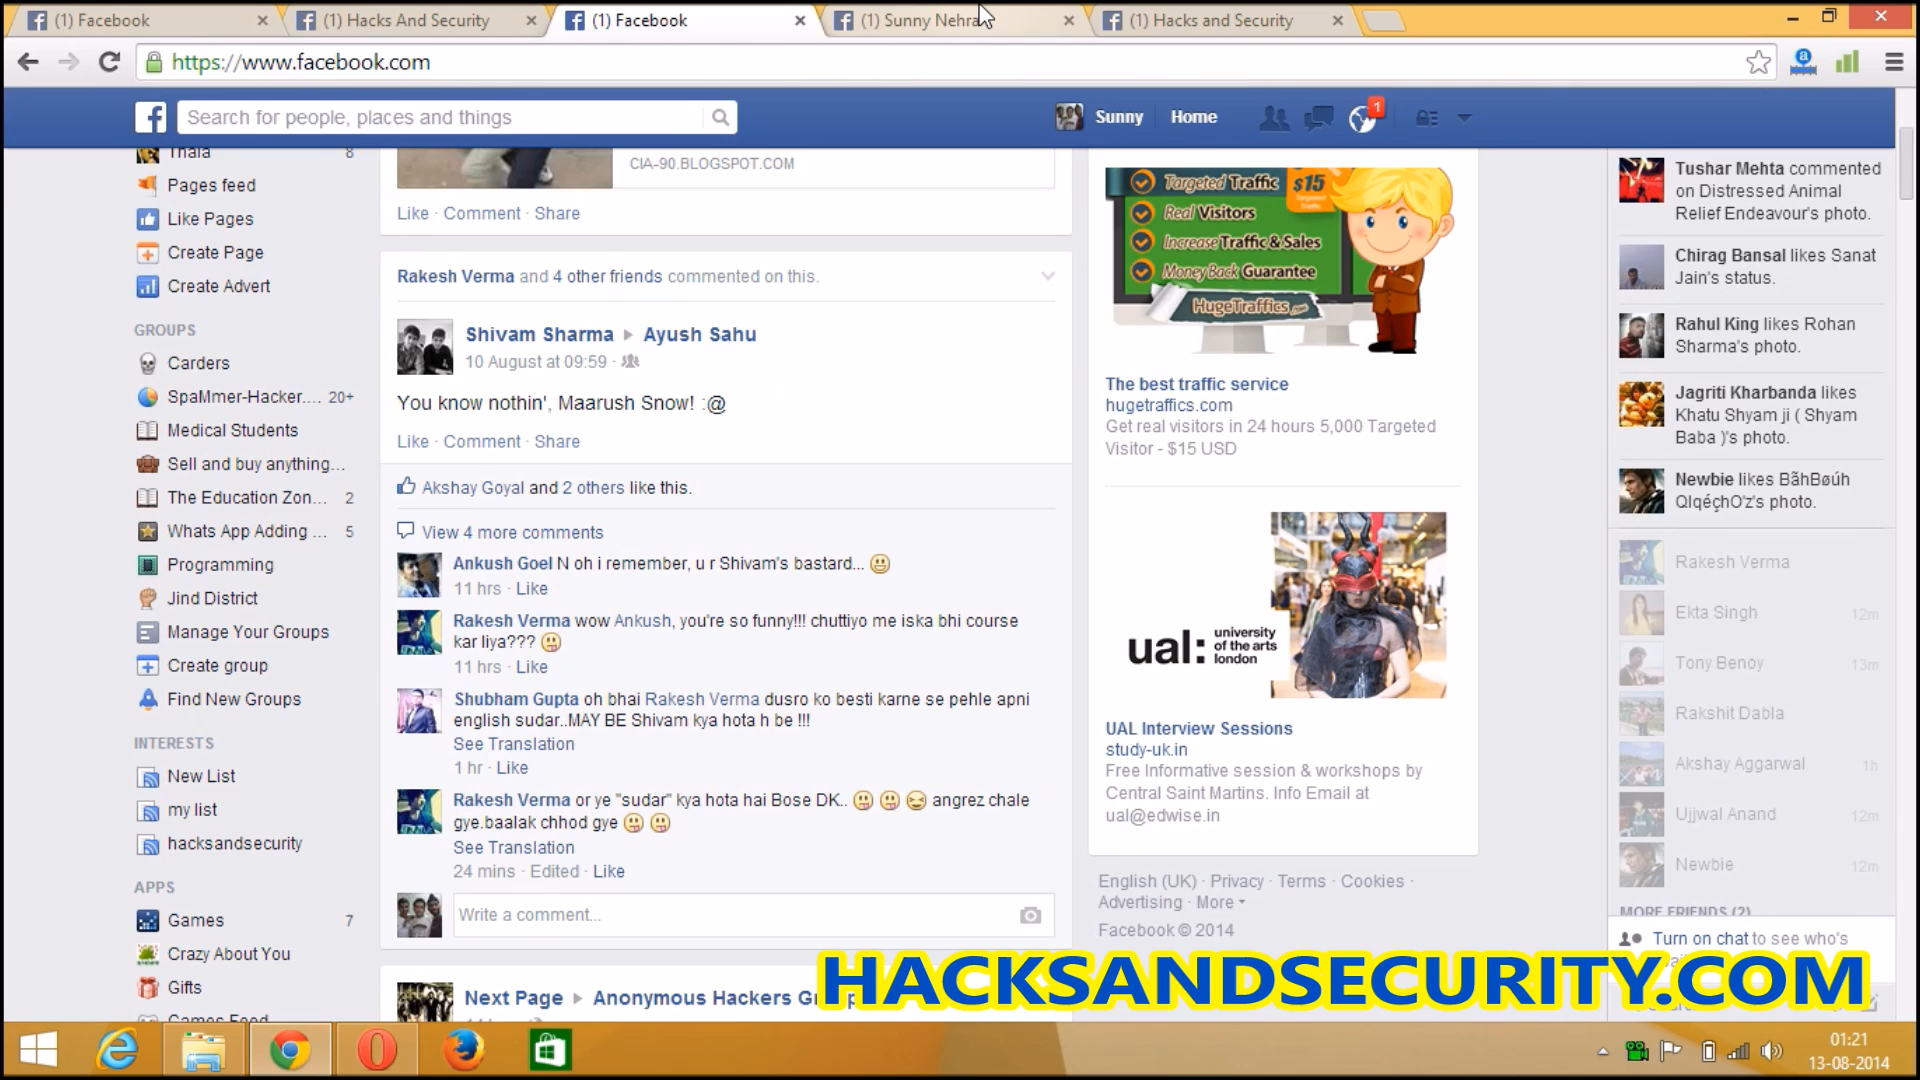 (1) Facebook
(1) Hacks And Security
(1) Facebook
(1) Sunny Nehra
(1) Hacks and Security
https://www.facebook.com
Search for people, places and things
Sunny
Home
1
Thala 8
Pages feed
Like Pages
Create Page
Create Advert
GROUPS
Carders
SpaMmer-Hacker.... 20+
Medical Students
Sell and buy anything...
The Education Zon... 2
Whats App Adding ... 5
Programming
Jind District
Manage Your Groups
Create group
Find New Groups
INTERESTS
New List
my list
hacksandsecurity
APPS
Games 7
Crazy About You
Gifts
Games Feed
CIA-90.BLOGSPOT.COM
Like · Comment · Share
Rakesh Verma and 4 other friends commented on this.
Shivam Sharma ▸ Ayush Sahu
10 August at 09:59 ·
You know nothin', Maarush Snow! :@
Like · Comment · Share
Akshay Goyal and 2 others like this.
View 4 more comments
Ankush Goel N oh i remember, u r Shivam's bastard...
11 hrs · Like
Rakesh Verma wow Ankush, you're so funny!!! chuttiyo me iska bhi course
kar liya???
11 hrs · Like
Shubham Gupta oh bhai Rakesh Verma dusro ko besti karne se pehle apni
english sudar..MAY BE Shivam kya hota h be !!!
See Translation
1 hr · Like
Rakesh Verma or ye "sudar" kya hota hai Bose DK.. angrez chale
gye.baalak chhod gye
See Translation
24 mins · Edited · Like
Write a comment...
Next Page ▸ Anonymous Hackers
Targeted Traffic $15
Real Visitors
Increase Traffic & Sales
Money Back Guarantee
HugeTraffics.com
The best traffic service
hugetraffics.com
Get real visitors in 24 hours 5,000 Targeted
Visitor - $15 USD
ual: university
of the arts
london
UAL Interview Sessions
study-uk.in
Free Informative session & workshops by
Central Saint Martins. Info Email at
ual@edwise.in
English (UK) · Privacy · Terms · Cookies ·
Advertising · More
Facebook © 2014
Tushar Mehta commented
on Distressed Animal
Relief Endeavour's photo.
Chirag Bansal likes Sanat
Jain's status.
Rahul King likes Rohan
Sharma's photo.
Jagriti Kharbanda likes
Khatu Shyam ji ( Shyam
Baba )'s photo.
Newbie likes BãhBøúh
QlqéçhO'z's photo.
Rakesh Verma
Ekta Singh 12m
Tony Benoy 13m
Rakshit Dabla
Akshay Aggarwal 1h
Ujjwal Anand 12m
Newbie 12m
MORE FRIENDS (2)
Turn on chat to see who's
HACKSANDSECURITY.COM
01:21
13-08-2014